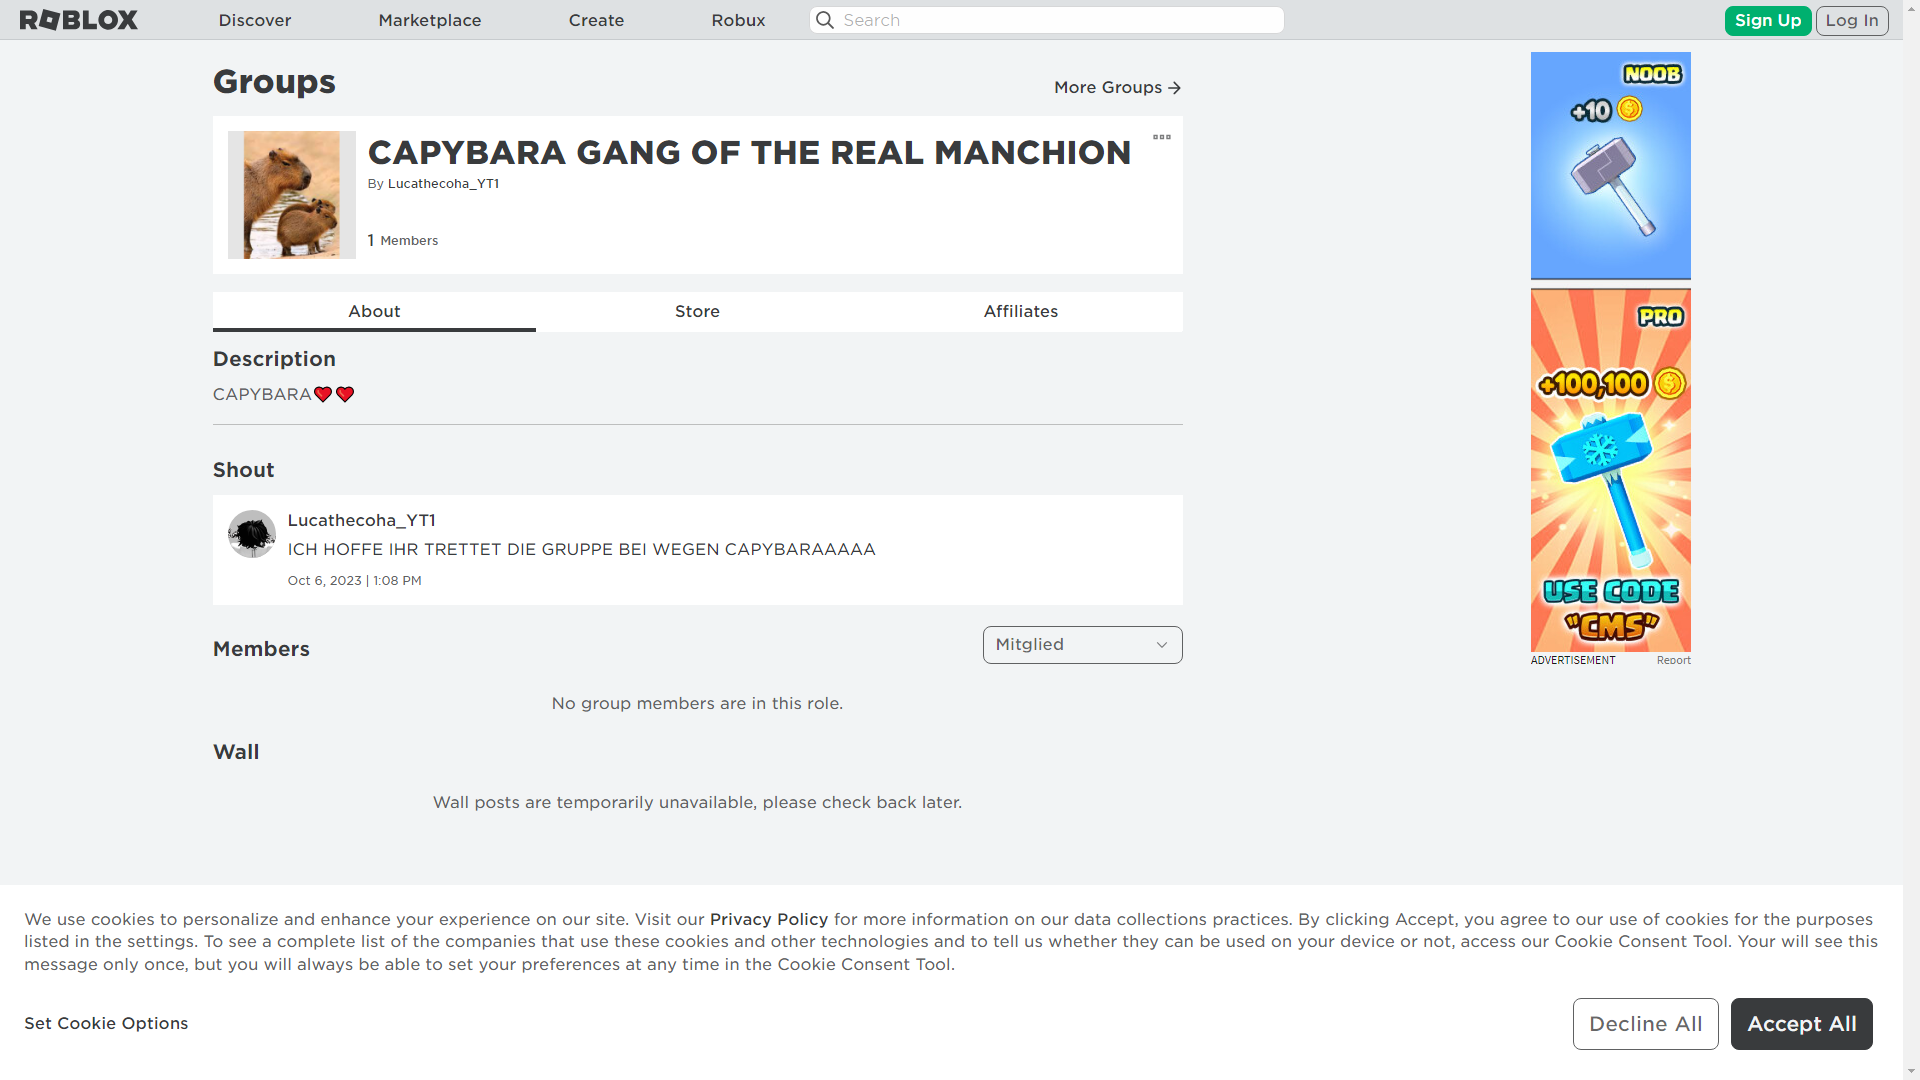 ROBLOX
Discover
Marketplace
Create
Robux
Search
Sign Up
Log In
Groups
More Groups
CAPYBARA GANG OF THE REAL MANCHION
By Lucathecoha_YT1
1 Members
About
Store
Affiliates
Description
CAPYBARA❤️❤️
Shout
Lucathecoha_YT1
ICH HOFFE IHR TRETTET DIE GRUPPE BEI WEGEN CAPYBARAAAAA
Oct 6, 2023 | 1:08 PM
Members
Mitglied
No group members are in this role.
Wall
Wall posts are temporarily unavailable, please check back later.
NOOB
+10
PRO
+100,100
USE CODE
"CMS"
ADVERTISEMENT
Report
We use cookies to personalize and enhance your experience on our site. Visit our Privacy Policy for more information on our data collections practices. By clicking Accept, you agree to our use of cookies for the purposes
listed in the settings. To see a complete list of the companies that use these cookies and other technologies and to tell us whether they can be used on your device or not, access our Cookie Consent Tool. Your will see this
message only once, but you will always be able to set your preferences at any time in the Cookie Consent Tool.
Set Cookie Options
Decline All
Accept All